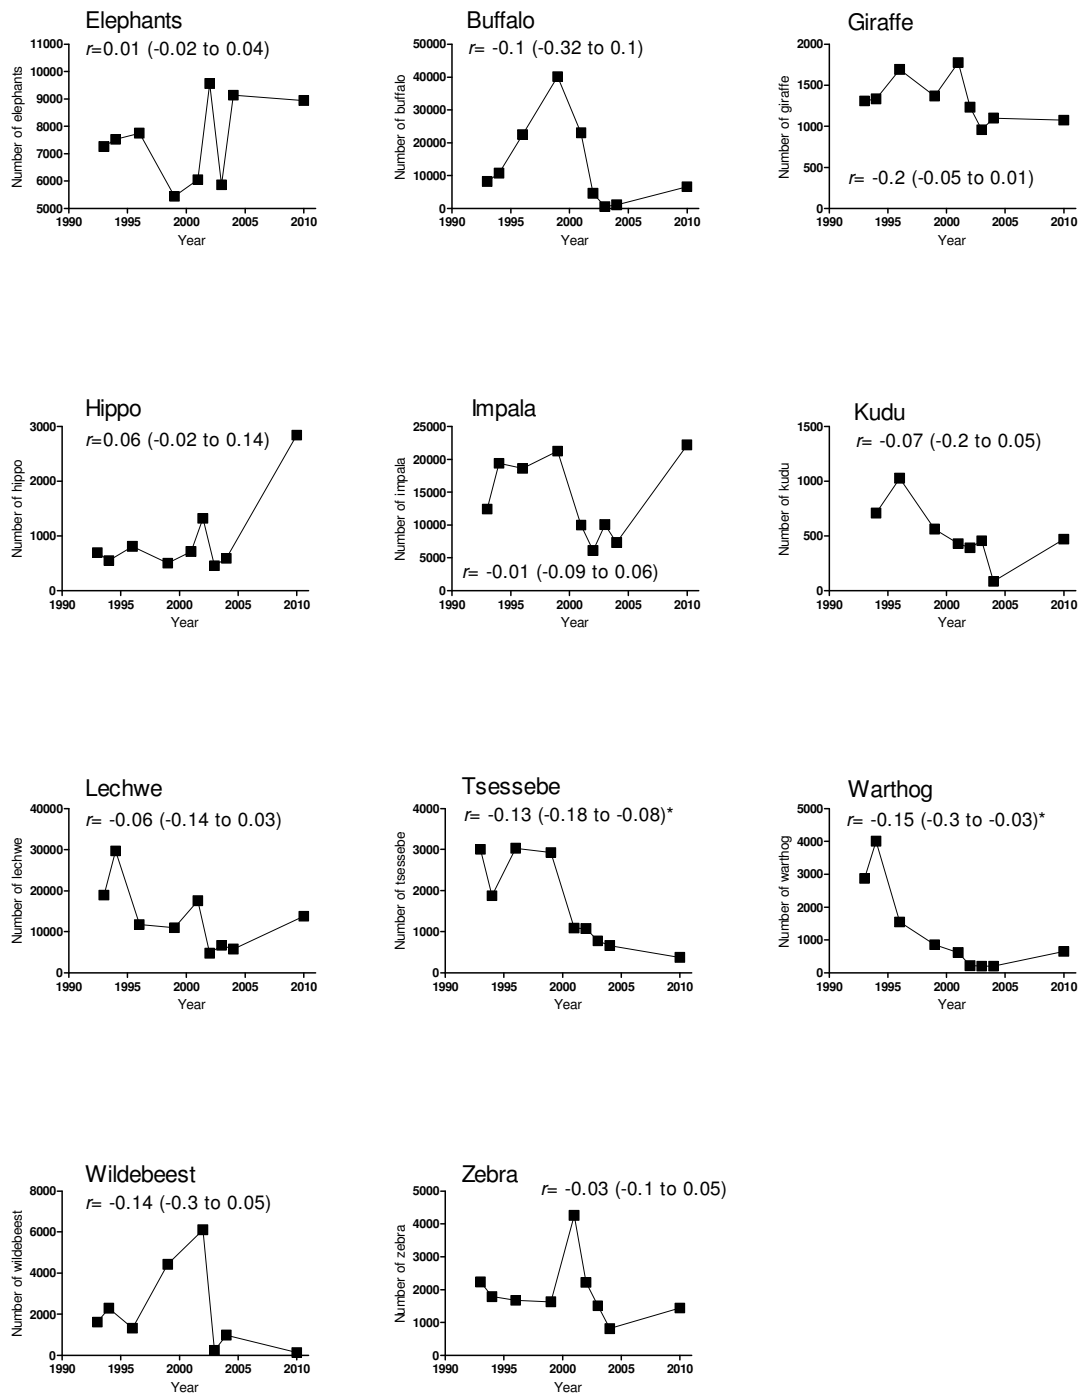 Elephants
r=0.01 (-0.02 to 0.04)
11000
10000
9000
8000
7000
6000
5000
Number of elephants
1990 1995 2000 2005 2010
Year
Buffalo
r= -0.1 (-0.32 to 0.1)
50000
40000
30000
20000
10000
0
Number of buffalo
1990 1995 2000 2005 2010
Year
Giraffe
2000
1500
1000
500
0
Number of giraffe
r= -0.2 (-0.05 to 0.01)
1990 1995 2000 2005 2010
Year
Hippo
r=0.06 (-0.02 to 0.14)
3000
2000
1000
0
Number of hippo
1990 1995 2000 2005 2010
Year
Impala
25000
20000
15000
10000
5000
0
Number of impala
r= -0.01 (-0.09 to 0.06)
1990 1995 2000 2005 2010
Year
Kudu
r= -0.07 (-0.2 to 0.05)
1500
1000
500
0
Number of kudu
1990 1995 2000 2005 2010
Year
Lechwe
r= -0.06 (-0.14 to 0.03)
40000
30000
20000
10000
0
Number of lechwe
1990 1995 2000 2005 2010
Year
Tsessebe
r= -0.13 (-0.18 to -0.08)*
4000
3000
2000
1000
0
Number of tsessebe
1990 1995 2000 2005 2010
Year
Warthog
r= -0.15 (-0.3 to -0.03)*
5000
4000
3000
2000
1000
0
Number of warthog
1990 1995 2000 2005 2010
Year
Wildebeest
r= -0.14 (-0.3 to 0.05)
8000
6000
4000
2000
0
Number of wildebeest
1990 1995 2000 2005 2010
Year
Zebra
r= -0.03 (-0.1 to 0.05)
5000
4000
3000
2000
1000
0
Number of zebra
1990 1995 2000 2005 2010
Year